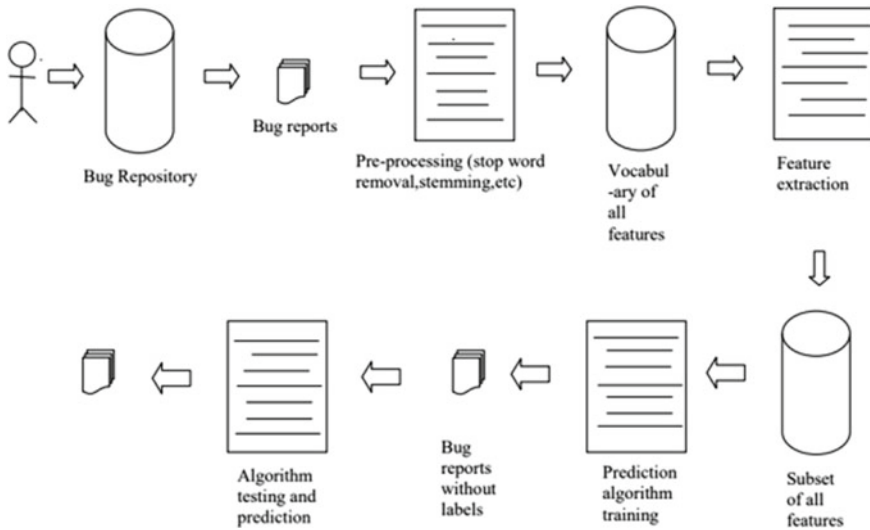 Bug Repository
Bug reports
Pre-processing (stop word
removal,stemming,etc)
Vocabul
-ary of
all
features
Feature
extraction
Subset
of all
features
Prediction
algorithm
training
Bug
reports
without
labels
Algorithm
testing and
prediction